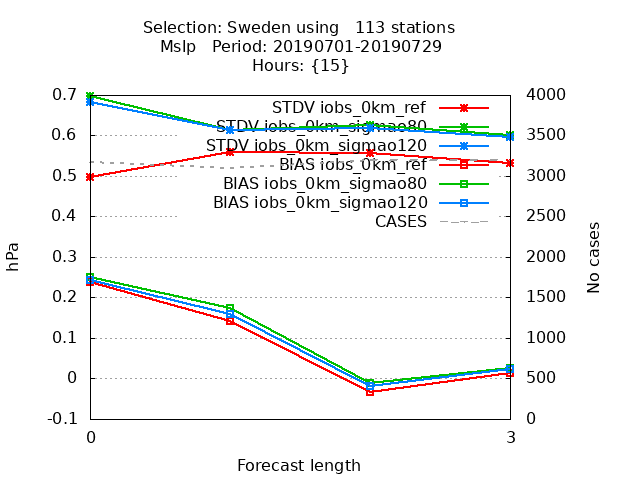 Selection: Sweden using 113 stations
Mslp Period: 20190701-20190729
Hours: {15}
0.7
0.6
0.5
0.4
0.3
0.2
0.1
0
-0.1
hPa
STDV iobs_0km_ref
STDV iobs_0km_sigmao80
STDV iobs_0km_sigmao120
BIAS iobs_0km_ref
BIAS iobs_0km_sigmao80
BIAS iobs_0km_sigmao120
CASES
4000
3500
3000
2500
2000
1500
1000
500
0
No cases
0
3
Forecast length